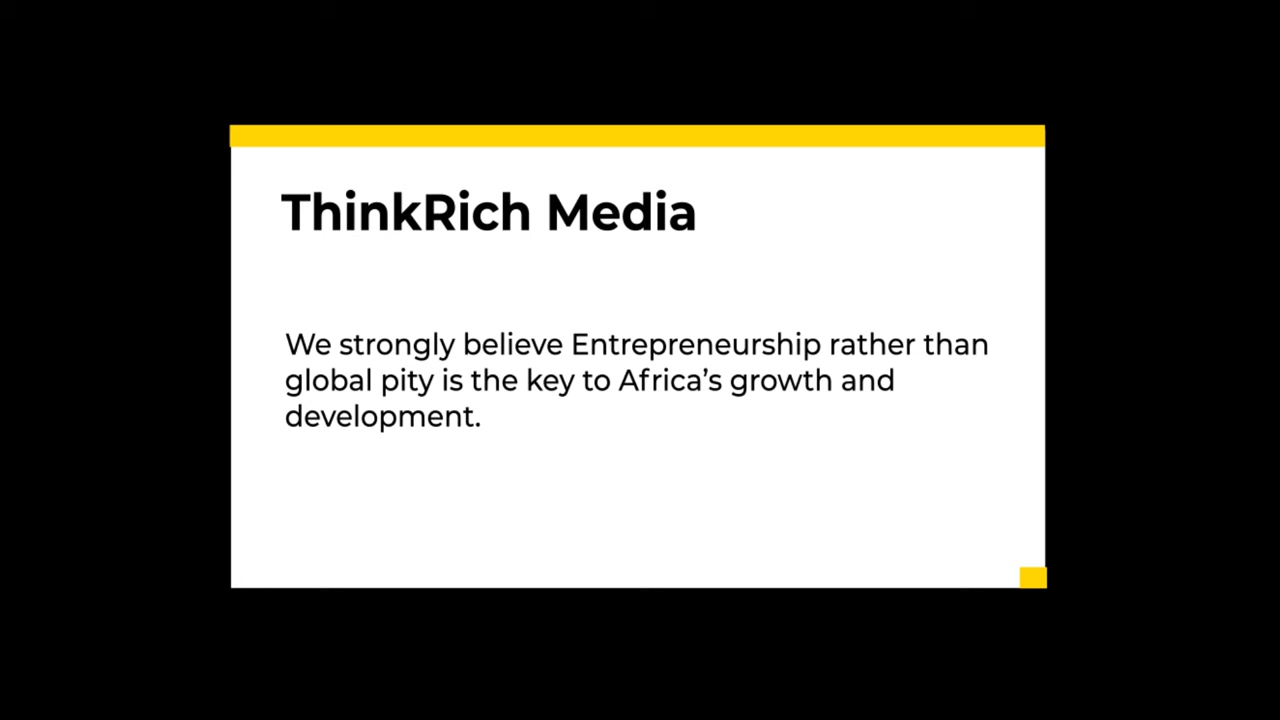 ThinkRich Media
We strongly believe Entrepreneurship rather than
global pity is the key to Africa’s growth and
development.